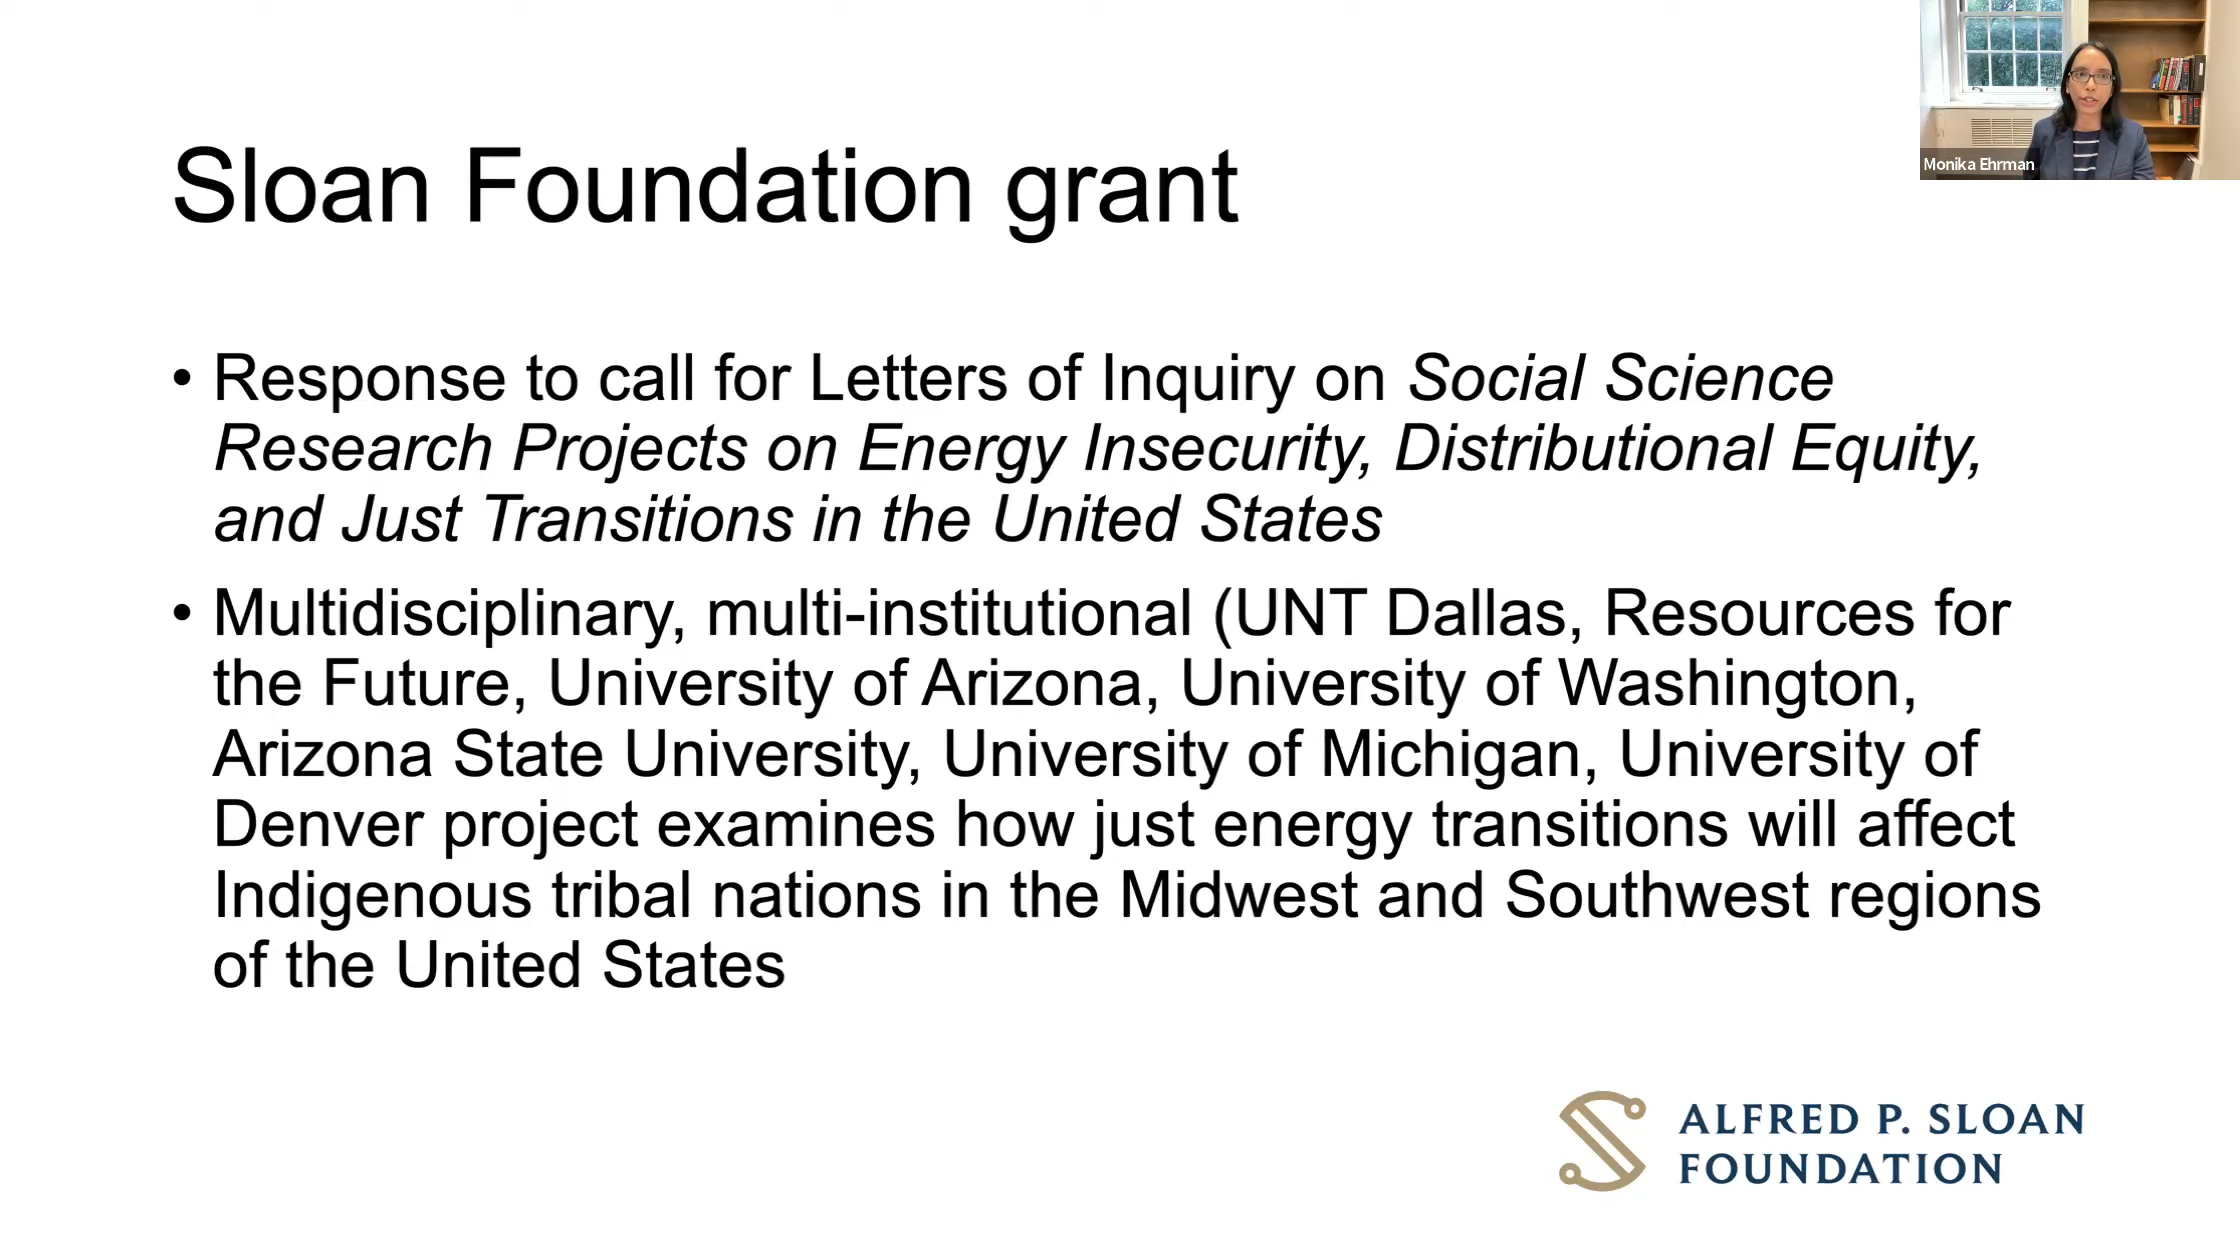 Monika Ehrman
Sloan Foundation grant
• Response to call for Letters of Inquiry on Social Science
Research Projects on Energy Insecurity, Distributional Equity,
and Just Transitions in the United States
• Multidisciplinary, multi-institutional (UNT Dallas, Resources for
the Future, University of Arizona, University of Washington,
Arizona State University, University of Michigan, University of
Denver project examines how just energy transitions will affect
Indigenous tribal nations in the Midwest and Southwest regions
of the United States
ALFRED P. SLOAN
FOUNDATION